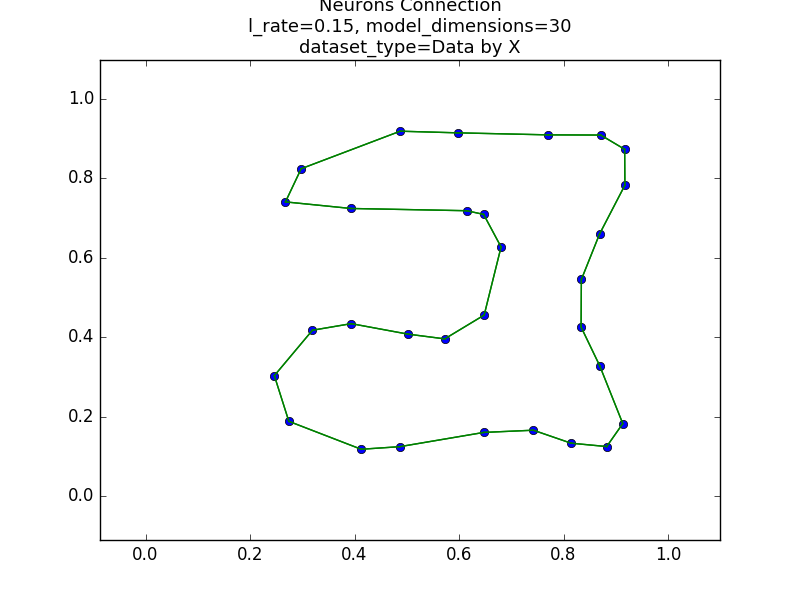 Neurons Connection
l_rate=0.15, model_dimensions=30
dataset_type=Data by X
1.0
0.8
0.6
0.4
0.2
0.0
0.0 0.2 0.4 0.6 0.8 1.0